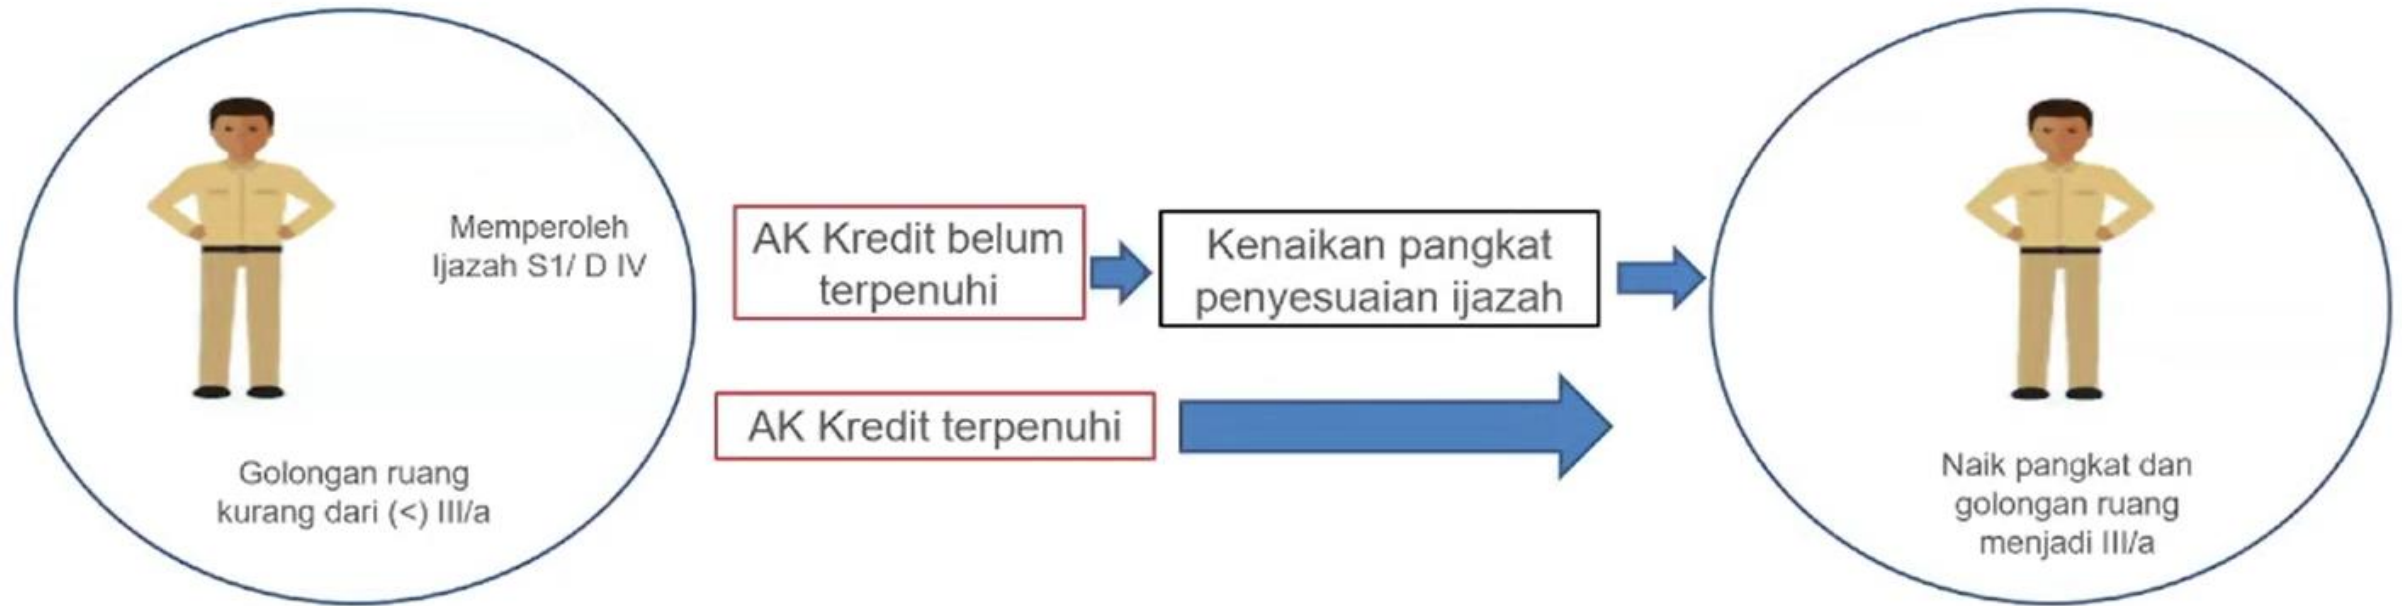 Memperoleh
Ijazah S1/ D IV
Golongan ruang
kurang dari (<) III/a
AK Kredit belum
terpenuhi
Kenaikan pangkat
penyesuaian ijazah
AK Kredit terpenuhi
Naik pangkat dan
golongan ruang
menjadi III/a